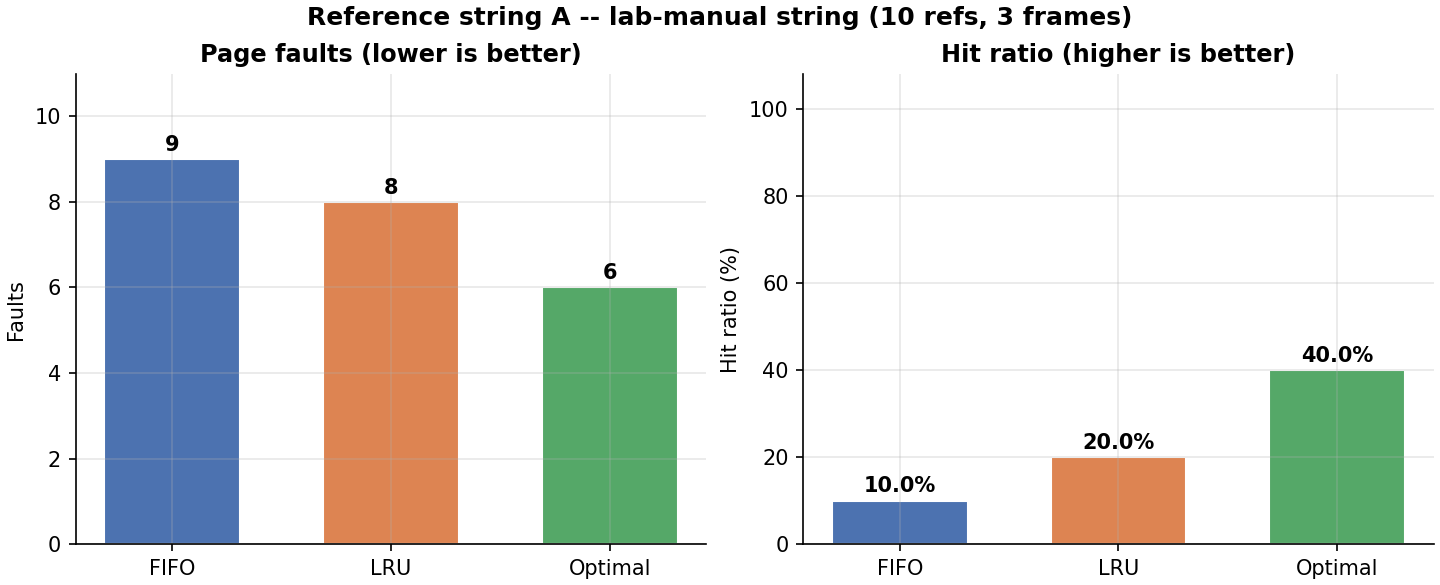 Reference string A -- lab-manual string (10 refs, 3 frames)
Page faults (lower is better)
Faults
10
8
6
4
2
0
9
8
6
FIFO
LRU
Optimal
Hit ratio (higher is better)
Hit ratio (%)
100
80
60
40
20
0
10.0%
20.0%
40.0%
FIFO
LRU
Optimal